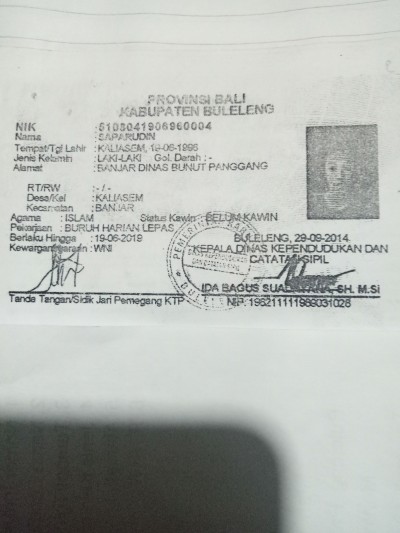 PROVINSI BALI
KABUPATEN BULELENG
NIK : 5108041906960004
Nama : SAPARUDIN
Tempat/Tgl Lahir : KALIASEM, 19-06-1996
Jenis Kelamin : LAKI-LAKI Gol. Darah : -
Alamat : BANJAR DINAS BUNUT PANGGANG
RT/RW : - / -
Desa/Kel : KALIASEM
Kecamatan : BANJAR
Agama : ISLAM Status Kawin : BELUM KAWIN
Pekerjaan : BURUH HARIAN LEPAS
Berlaku Hingga : 19-06-2019
Kewarganegaraan : WNI
BULELENG, 29-09-2014
KEPALA DINAS KEPENDUDUKAN DAN
CATATAN SIPIL
Tanda Tangan/Sidik Jari Pemegang KTP
IDA BAGUS SH. M.Si
NIP. 196211111989031028